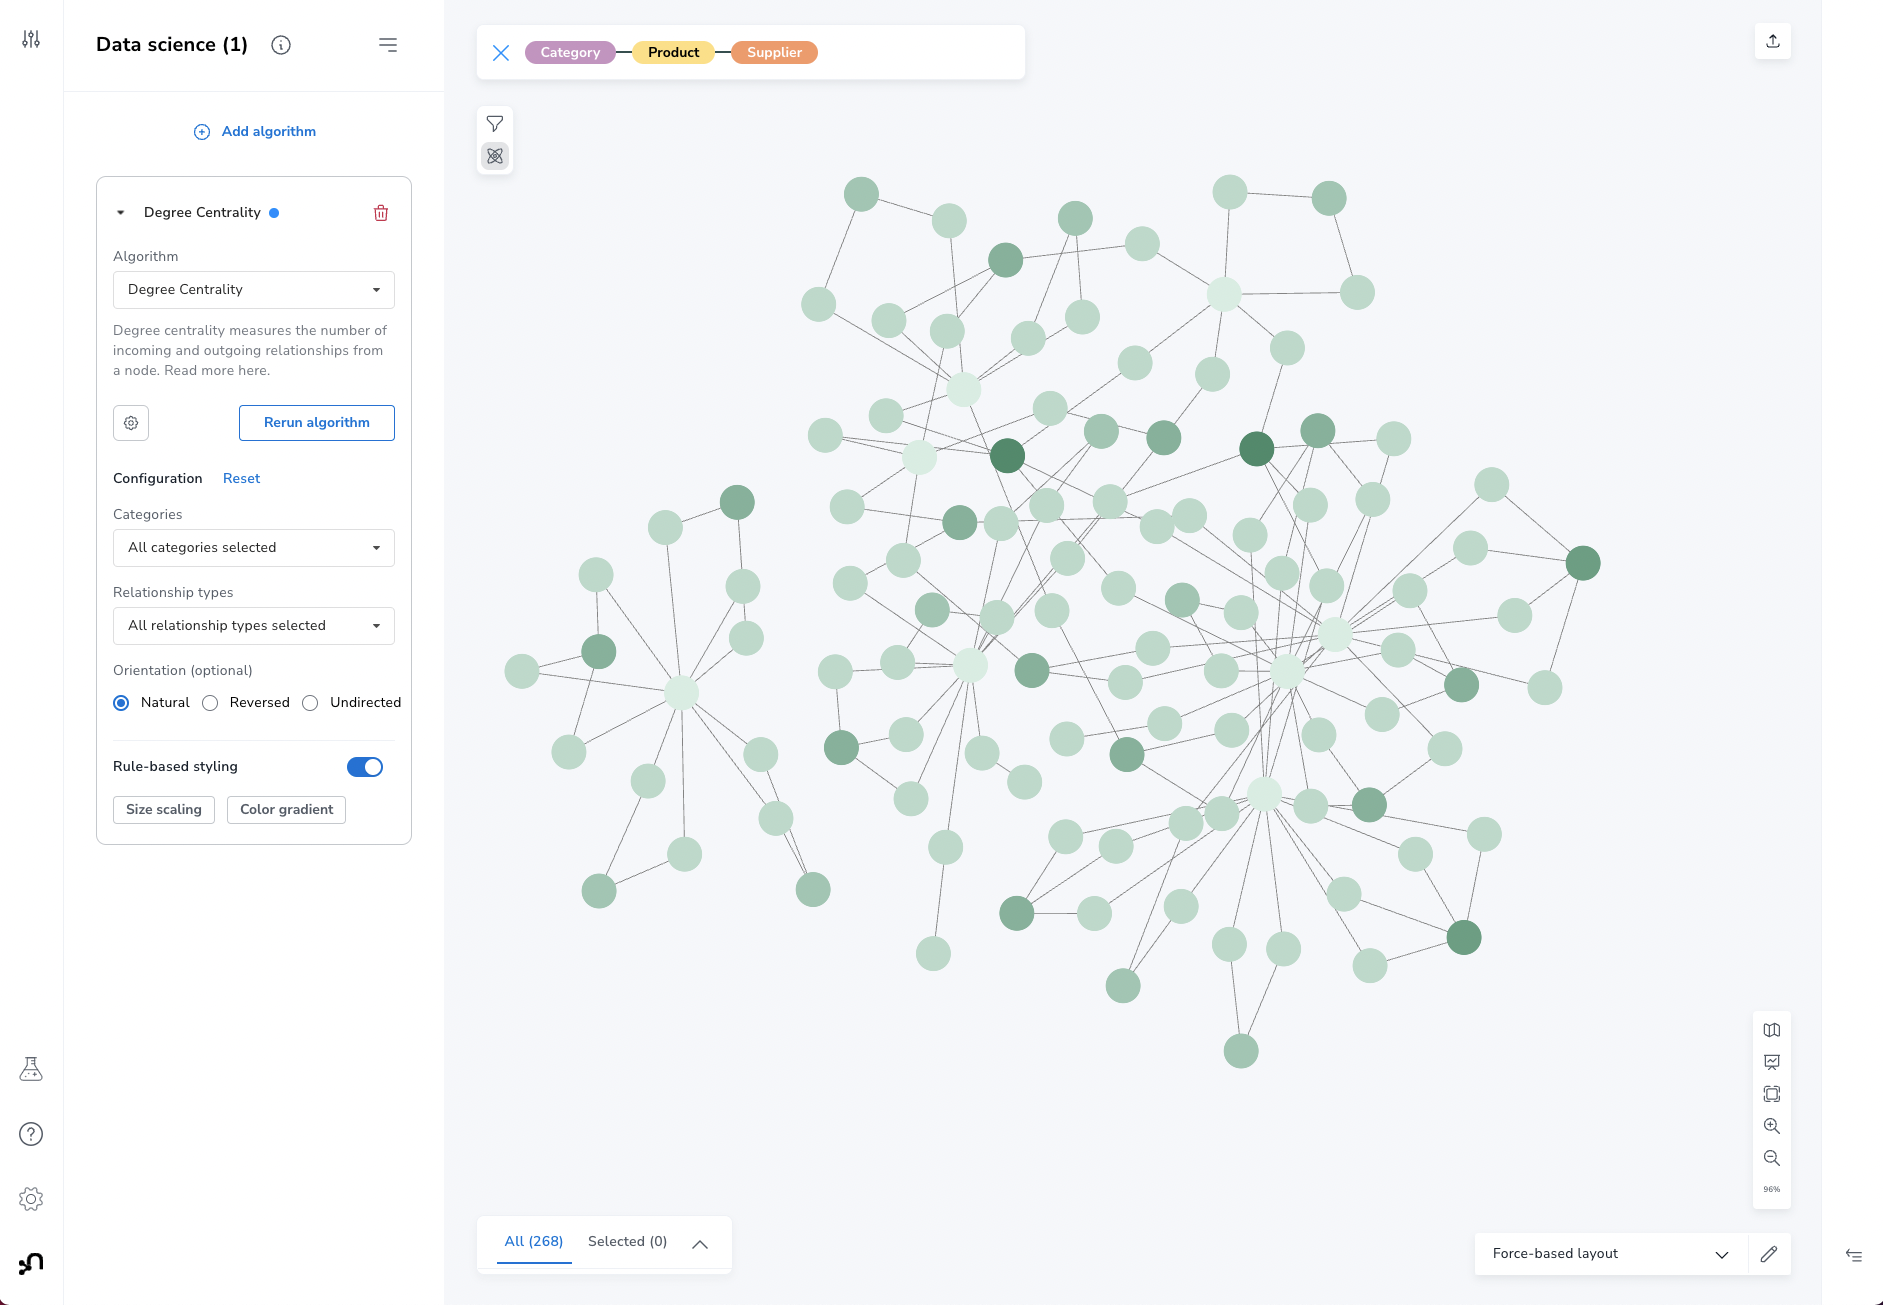 Data science (1)
Category
Product
Supplier
Add algorithm
Degree Centrality
Algorithm
Degree Centrality
Degree centrality measures the number of
incoming and outgoing relationships from
a node. Read more here.
Rerun algorithm
Configuration Reset
Categories
All categories selected
Relationship types
All relationship types selected
Orientation (optional)
Natural Reversed Undirected
Rule-based styling
Size scaling Color gradient
96%
All (268) Selected (0)
Force-based layout